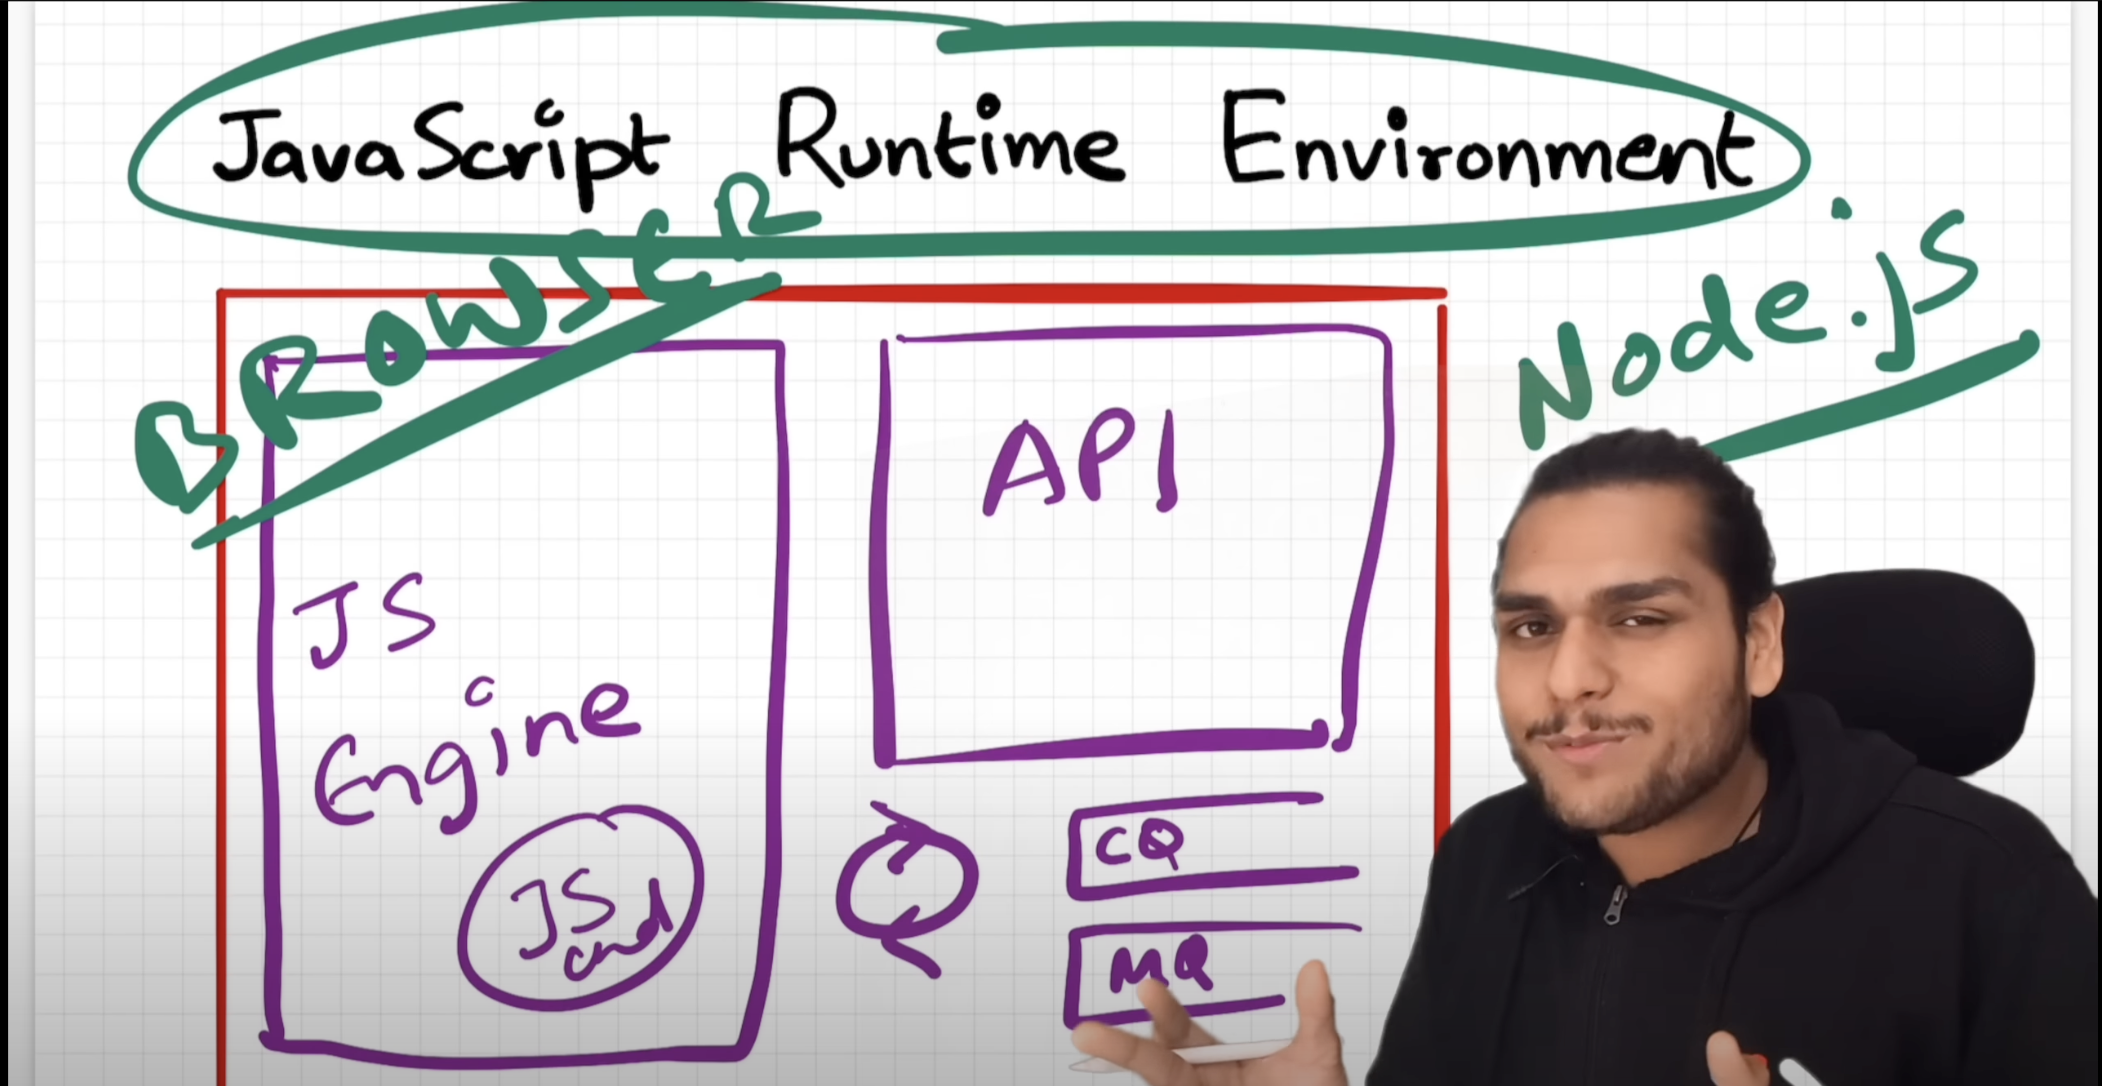 JavaScript Runtime Environment
BROWSER
Node.js
API
JS
Engine
JS
CQ
MQ